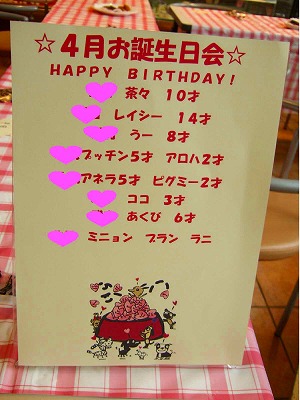 ☆4月お誕生日会☆
HAPPY BIRTHDAY!
茶々 10才
レイシー 14才
うー 8才
プッチン5才 アロハ2才
アネラ5才 ピグミー2才
ココ 3才
あくび 6才
ミニョン ブラン ラニ